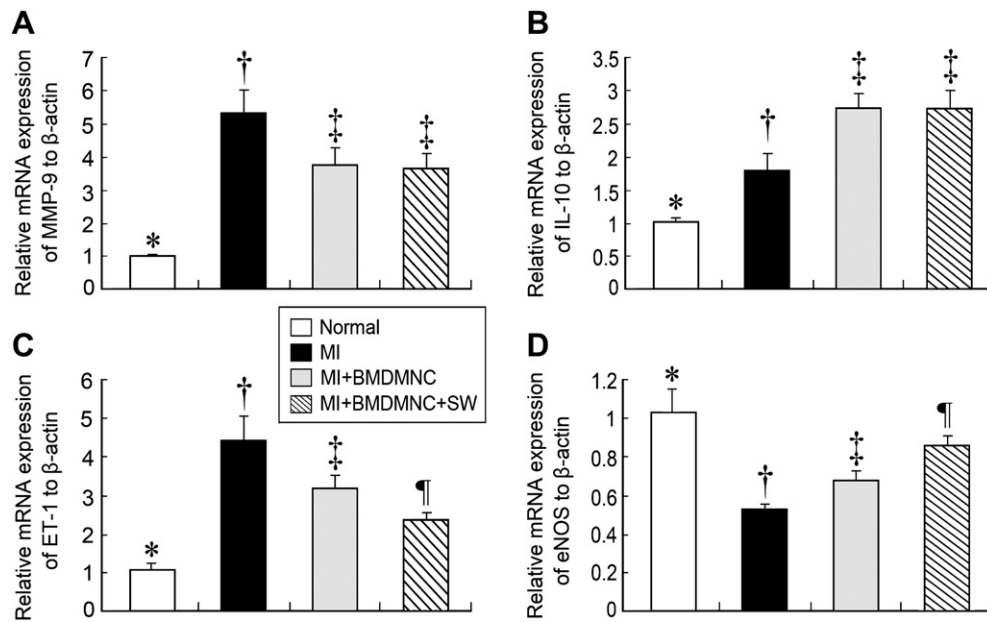 A
Relative mRNA expression
of MMP-9 to β-actin
7
6
5
4
3
2
1
0
*
†
‡
‡
B
Relative mRNA expression
of IL-10 to β-actin
3.5
3
2.5
2
1.5
1
0.5
0
*
†
‡
‡
Normal
MI
MI+BMDMNC
MI+BMDMNC+SW
C
Relative mRNA expression
of ET-1 to β-actin
6
5
4
3
2
1
0
*
†
‡
¶
D
Relative mRNA expression
of eNOS to β-actin
1.2
1
0.8
0.6
0.4
0.2
0
*
†
‡
¶